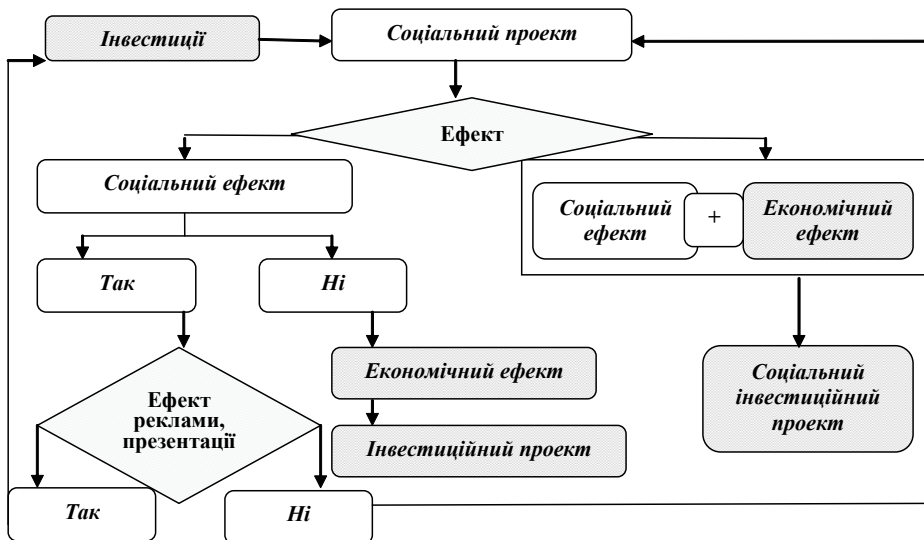 Інвестиції
Соціальний проект
Ефект
Соціальний ефект
Соціальний
ефект
+
Економічний
ефект
Так
Ні
Економічний ефект
Соціальний
інвестиційний
проект
Ефект
реклами,
презентації
Інвестиційний проект
Так
Ні